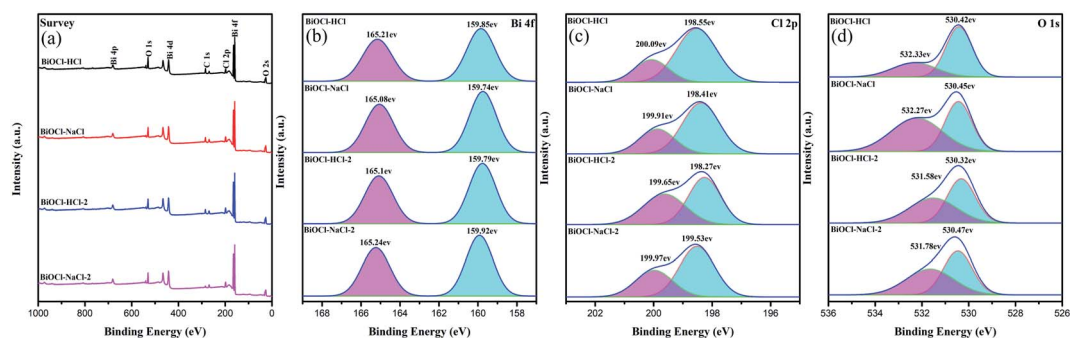 Survey
(a)
Bi 4p
O 1s
Bi 4d
C 1s
Cl 2p
Bi 4f
O 2s
BiOCl-HCl
BiOCl-NaCl
BiOCl-HCl-2
BiOCl-NaCl-2
Intensity (a.u.)
1000 800 600 400 200 0
Binding Energy (eV)
BiOCl-HCl
Bi 4f
(b)
165.21ev
159.85ev
BiOCl-NaCl
165.08ev
159.74ev
BiOCl-HCl-2
165.1ev
159.79ev
BiOCl-NaCl-2
165.24ev
159.92ev
Intensity (a.u.)
168 165 162 159 156
Binding Energy (eV)
BiOCl-HCl
Cl 2p
(c)
198.55ev
200.09ev
BiOCl-NaCl
198.41ev
199.91ev
BiOCl-HCl-2
198.27ev
199.65ev
BiOCl-NaCl-2
199.53ev
199.97ev
Intensity (a.u.)
202 200 198 196
Binding Energy (eV)
BiOCl-HCl
O 1s
(d)
530.42ev
532.33ev
BiOCl-NaCl
530.45ev
532.27ev
BiOCl-HCl-2
530.32ev
531.58ev
BiOCl-NaCl-2
530.47ev
531.78ev
Intensity (a.u.)
536 534 532 530 528 526
Binding Energy (eV)